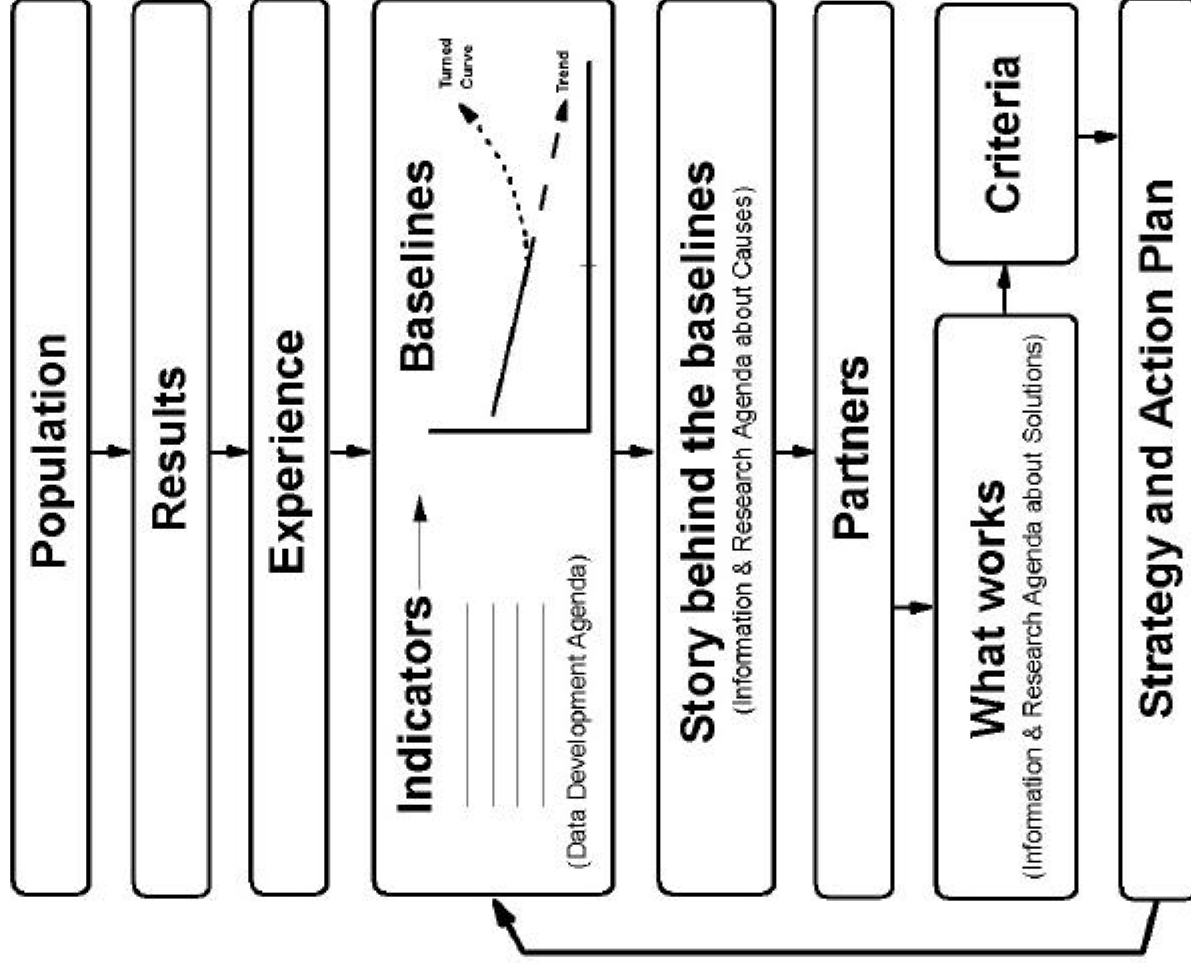 Population
Results
Experience
Indicators
(Data Development Agenda)
Baselines
Turned
Curve
Trend
Story behind the baselines
(Information & Research Agenda about Causes)
Partners
What works
(Information & Research Agenda about Solutions)
Criteria
Strategy and Action Plan